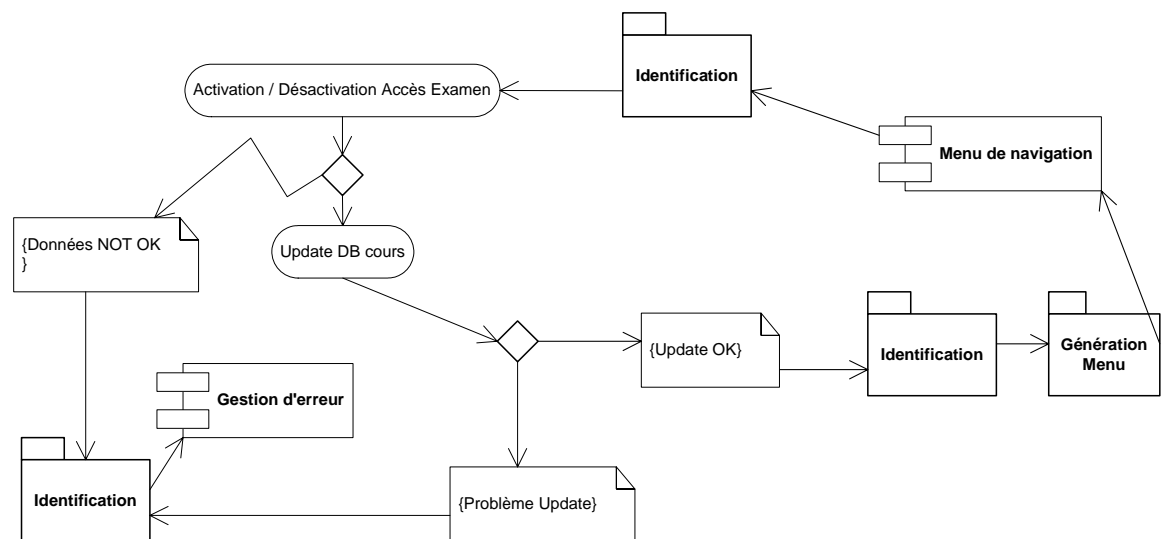 Identification
Activation / Désactivation Accès Examen
Menu de navigation
{Données NOT OK
}
Update DB cours
{Update OK}
Identification
Génération
Menu
Gestion d'erreur
Identification
{Problème Update}